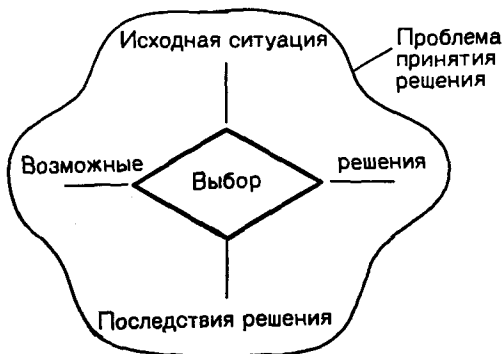 Исходная ситуация
Проблема
принятия
решения
Возможные
решения
Выбор
Последствия решения